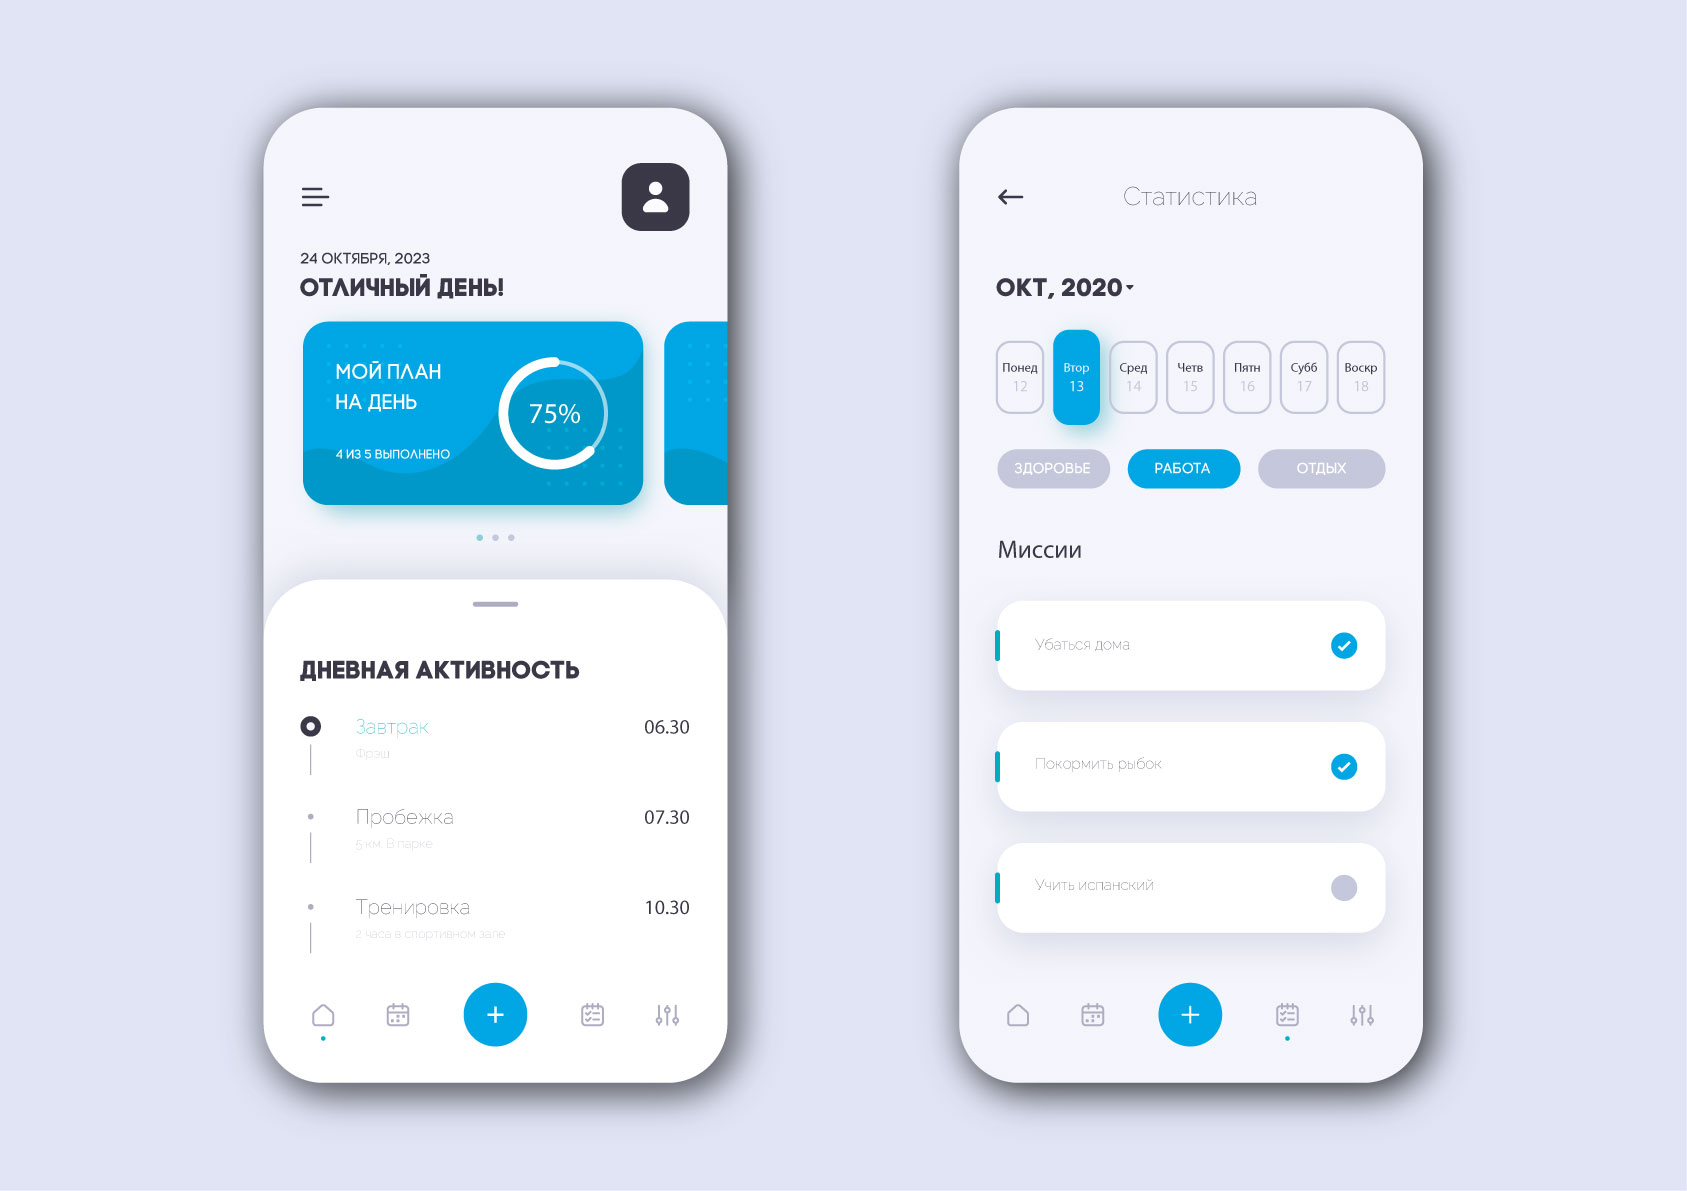 24 ОКТЯБРЯ, 2023
ОТЛИЧНЫЙ ДЕНЬ!
МОЙ ПЛАН
НА ДЕНЬ
4 ИЗ 5 ВЫПОЛНЕНО
75%
ДНЕВНАЯ АКТИВНОСТЬ
Завтрак 06.30
Фрэш
Пробежка 07.30
5 км. В парке
Тренировка 10.30
2 часа в спортивном зале
Статистика
ОКТ, 2020
Понед Втор Сред Четв Пятн Субб Воскр
12 13 14 15 16 17 18
ЗДОРОВЬЕ РАБОТА ОТДЫХ
Миссии
Убаться дома
Покормить рыбок
Учить испанский